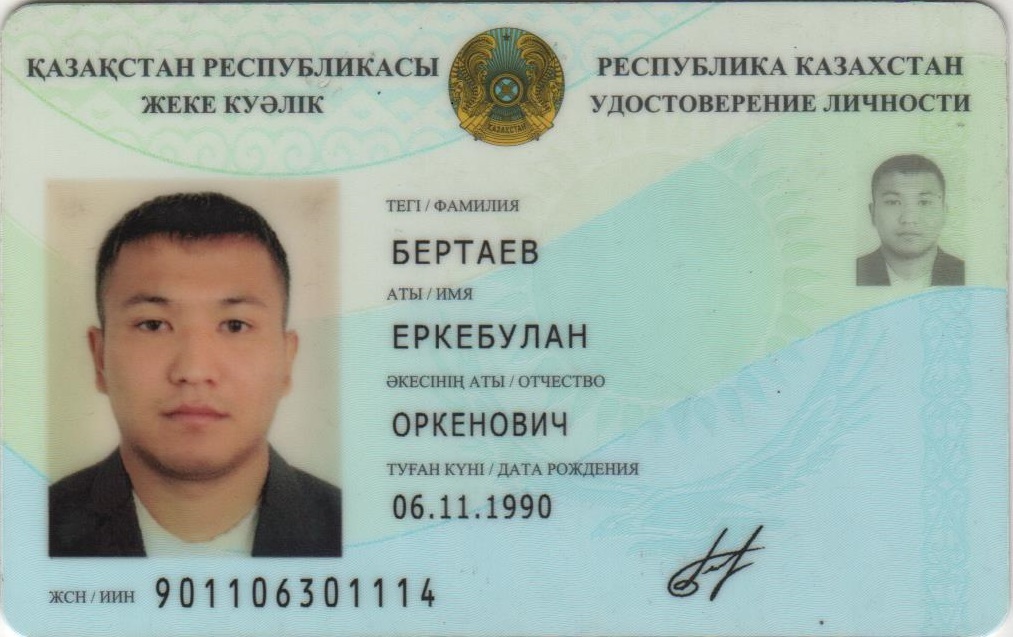 ҚАЗАҚСТАН РЕСПУБЛИКАСЫ
ЖЕКЕ КУӘЛІК
РЕСПУБЛИКА КАЗАХСТАН
УДОСТОВЕРЕНИЕ ЛИЧНОСТИ
ҚАЗАҚСТАН
ТЕГІ / ФАМИЛИЯ
БЕРТАЕВ
АТЫ / ИМЯ
ЕРКЕБУЛАН
ӘКЕСІНІҢ АТЫ / ОТЧЕСТВО
ОРКЕНОВИЧ
ТУҒАН КҮНІ / ДАТА РОЖДЕНИЯ
06.11.1990
ЖСН / ИИН 901106301114